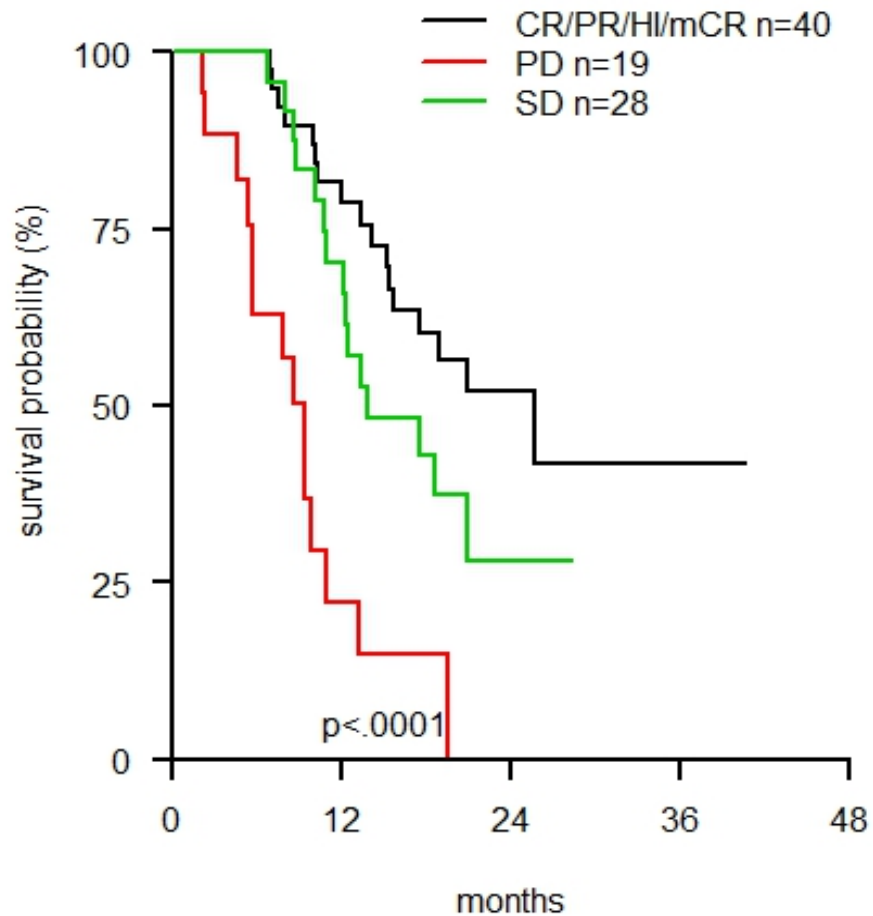 CR/PR/HI/mCR n=40
PD n=19
SD n=28
100
75
50
25
0
survival probability (%)
p<.0001
0 12 24 36 48
months